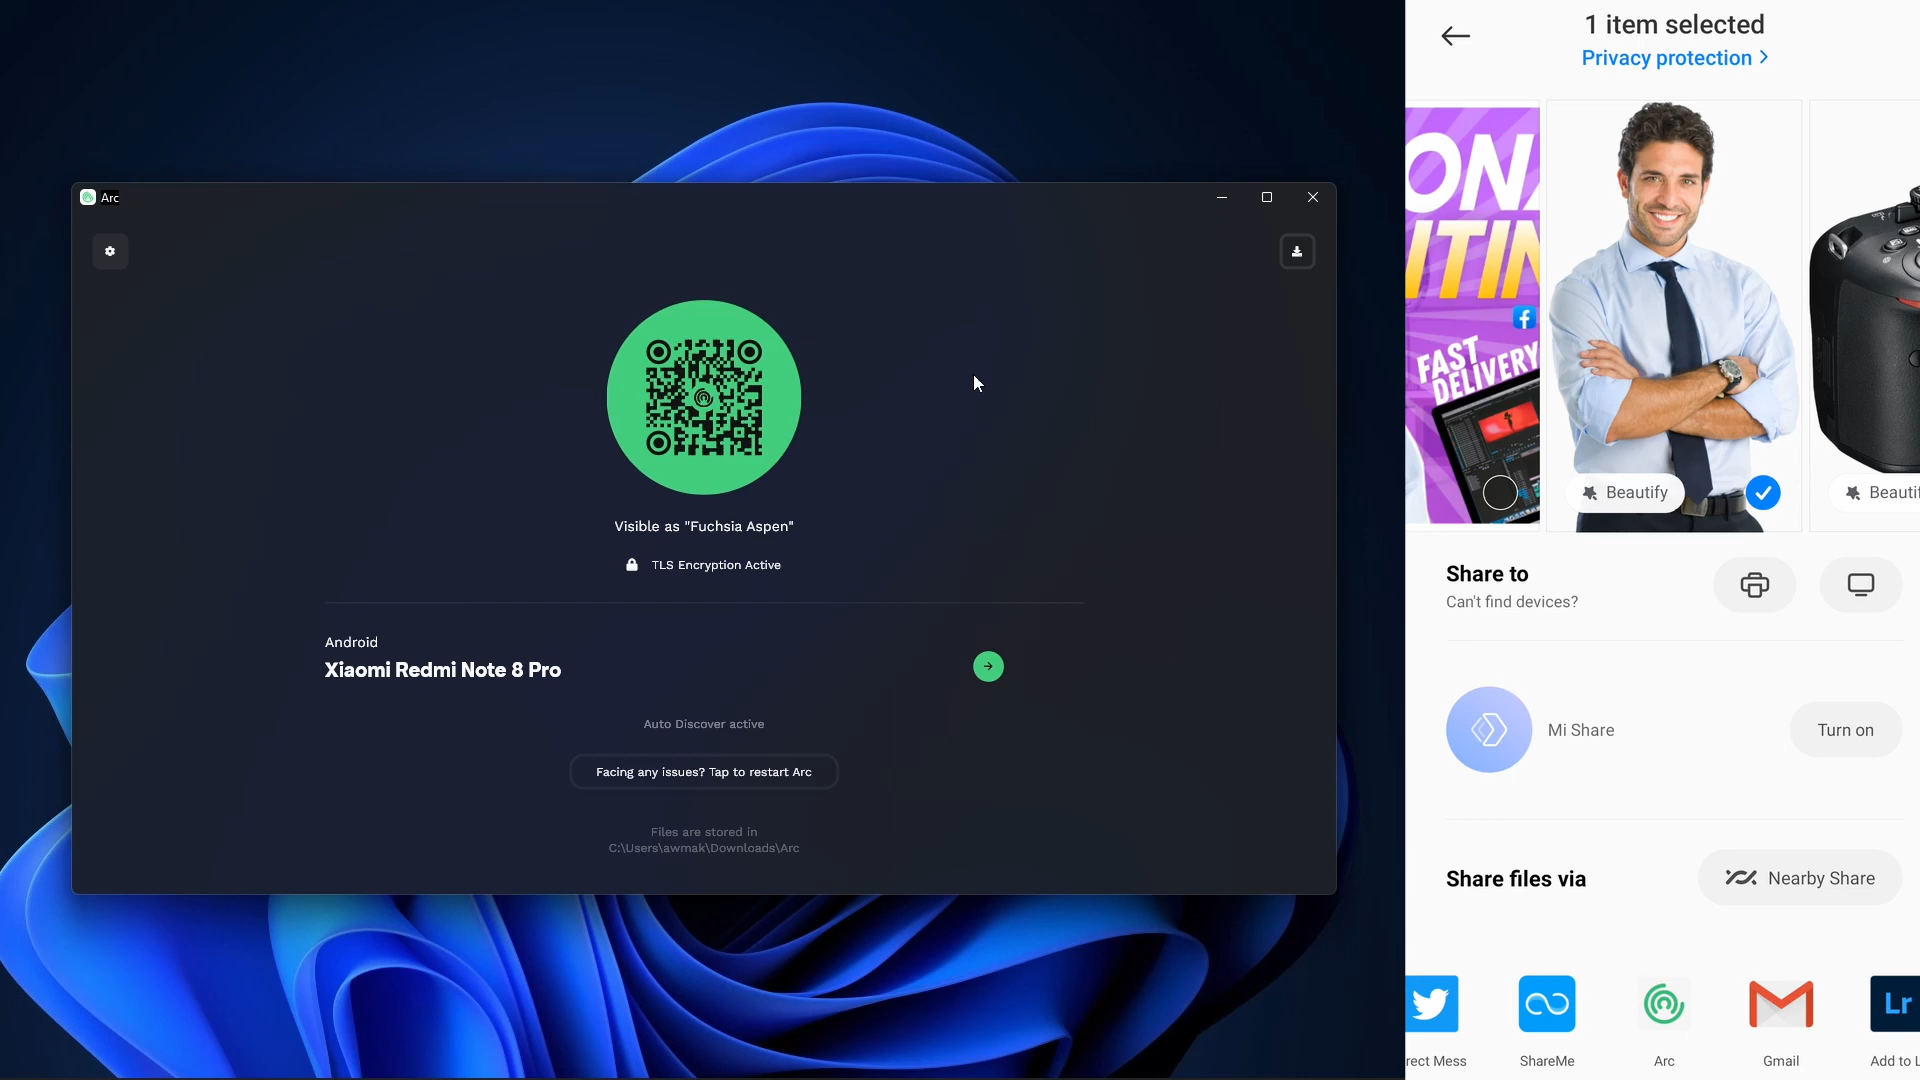 Arc
Visible as "Fuchsia Aspen"
TLS Encryption Active
Android
Xiaomi Redmi Note 8 Pro
Auto Discover active
Facing any issues? Tap to restart Arc
Files are stored in
C:\Users\awmak\Downloads\Arc
1 item selected
Privacy protection
ONA
ITIN
FAST
DELIVERY
Beautify
Beautif
Share to
Can't find devices?
Mi Share
Turn on
Share files via
Nearby Share
Lr
rect Mess
ShareMe
Arc
Gmail
Add to L